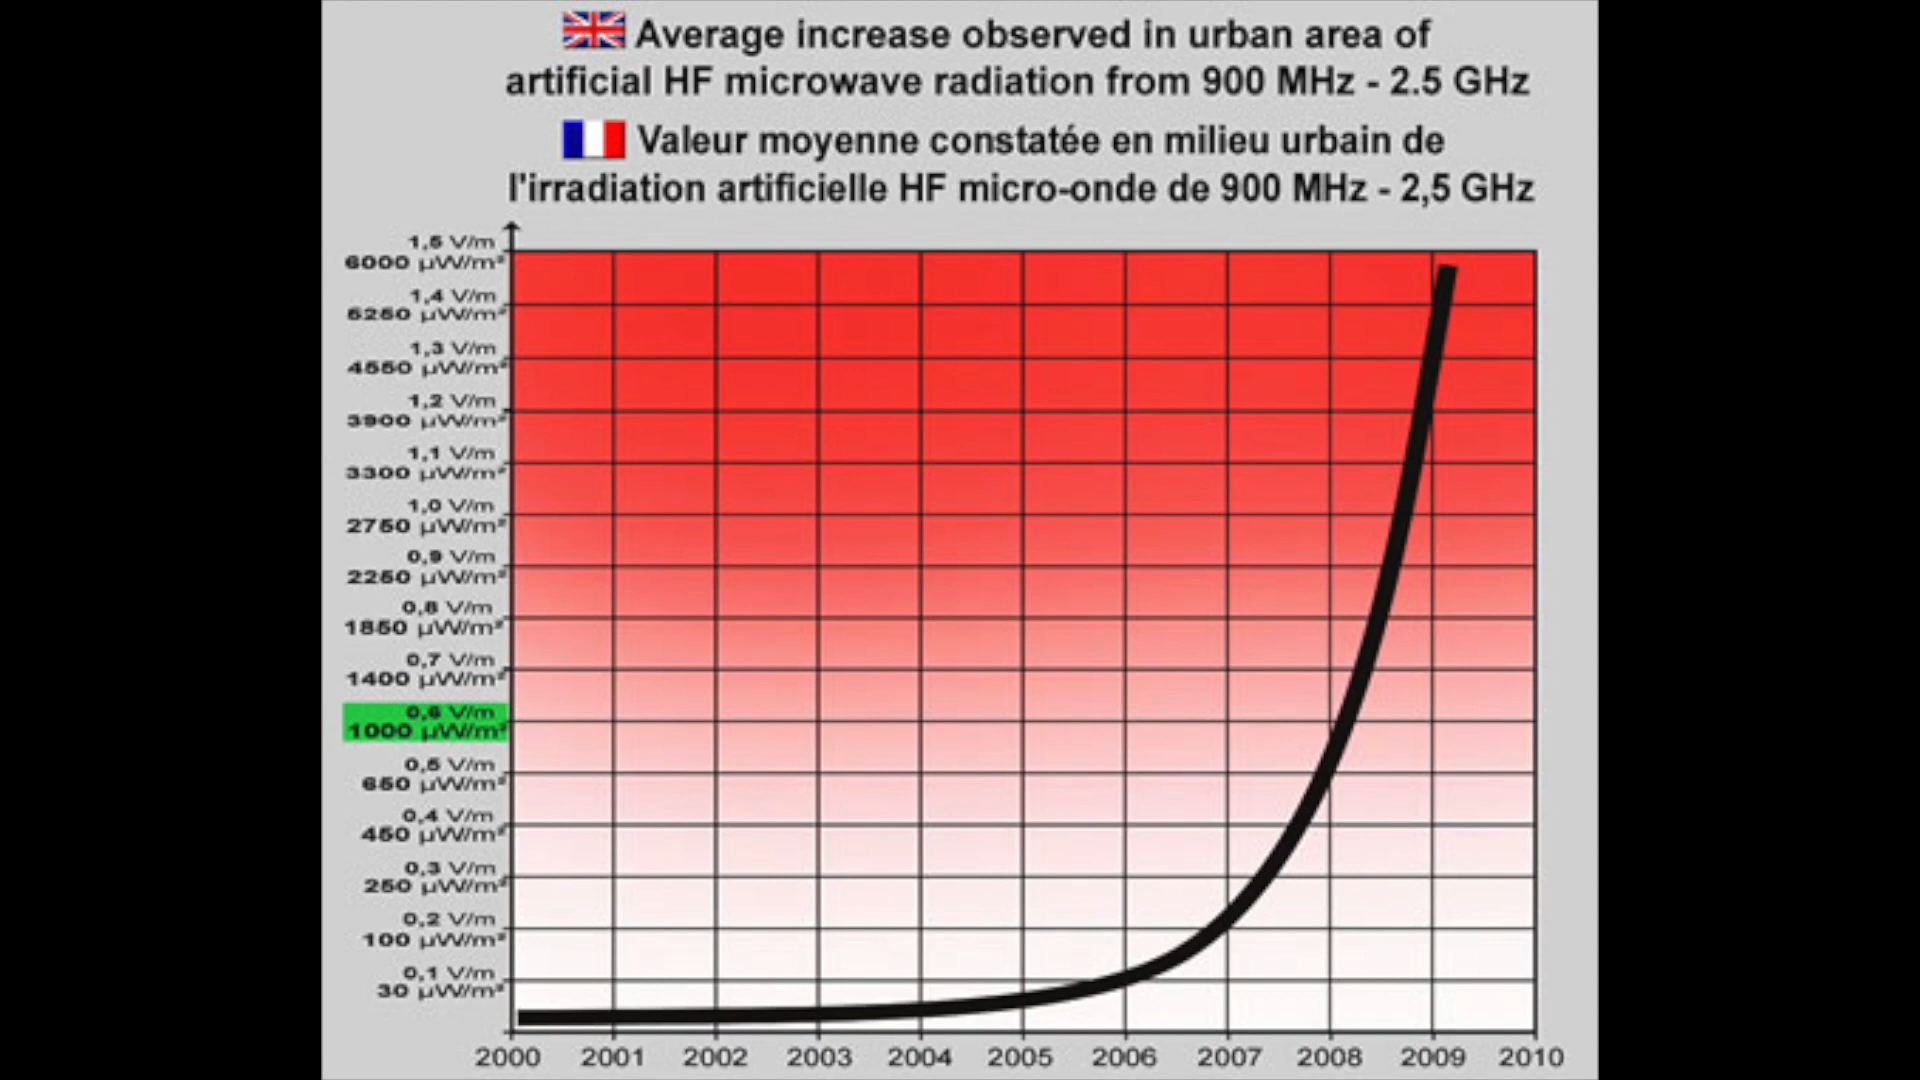 Average increase observed in urban area of
artificial HF microwave radiation from 900 MHz - 2.5 GHz
Valeur moyenne constatée en milieu urbain de
l'irradiation artificielle HF micro-onde de 900 MHz - 2,5 GHz
1,5 V/m
6000 µW/m²
1,4 V/m
5250 µW/m²
1,3 V/m
4550 µW/m²
1,2 V/m
3900 µW/m²
1,1 V/m
3300 µW/m²
1,0 V/m
2750 µW/m²
0,9 V/m
2250 µW/m²
0,8 V/m
1850 µW/m²
0,7 V/m
1400 µW/m²
0,6 V/m
1000 µW/m²
0,5 V/m
650 µW/m²
0,4 V/m
450 µW/m²
0,3 V/m
250 µW/m²
0,2 V/m
100 µW/m²
0,1 V/m
30 µW/m²
2000 2001 2002 2003 2004 2005 2006 2007 2008 2009 2010